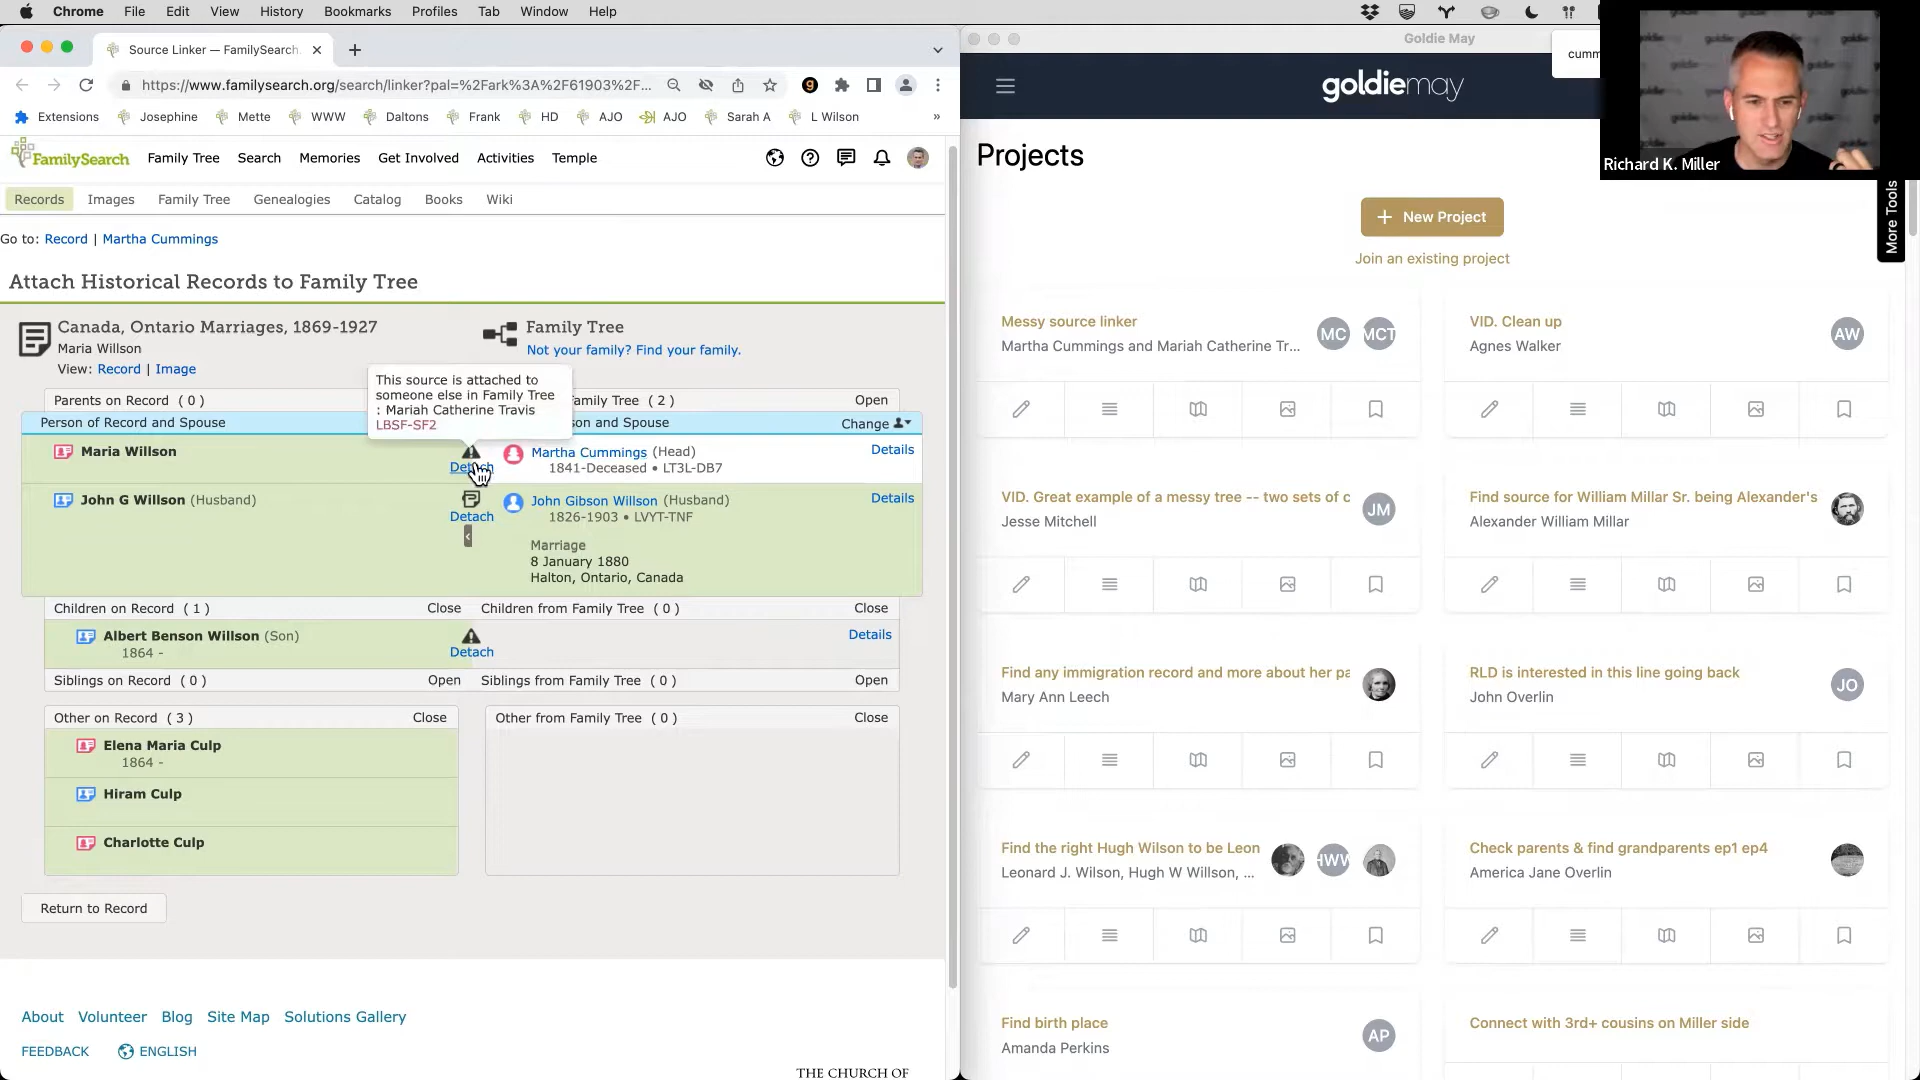 Chrome File Edit View History Bookmarks Profiles Tab Window Help
Source Linker — FamilySearch
https://www.familysearch.org/search/linker?pal=%2Fark%3A%2F61903%2F...
Extensions Josephine Mette WWW Daltons Frank HD AJO AJO Sarah A L Wilson »
FamilySearch Family Tree Search Memories Get Involved Activities Temple
Records Images Family Tree Genealogies Catalog Books Wiki
Go to: Record | Martha Cummings
Attach Historical Records to Family Tree
Canada, Ontario Marriages, 1869-1927
Maria Willson
View: Record | Image
Family Tree
Not your family? Find your family.
This source is attached to
someone else in Family Tree
: Mariah Catherine Travis
LBSF-SF2
Parents on Record ( 0 )
Family Tree ( 2 ) Open
Person of Record and Spouse
son and Spouse Change
Maria Willson
Detach
Martha Cummings (Head) Details
1841-Deceased • LT3L-DB7
John G Willson (Husband)
Detach
John Gibson Willson (Husband) Details
1826-1903 • LVYT-TNF
Marriage
8 January 1880
Halton, Ontario, Canada
Children on Record ( 1 ) Close Children from Family Tree ( 0 ) Close
Albert Benson Willson (Son) Details
1864 - Detach
Siblings on Record ( 0 ) Open Siblings from Family Tree ( 0 ) Open
Other on Record ( 3 ) Close Other from Family Tree ( 0 ) Close
Elena Maria Culp
1864 -
Hiram Culp
Charlotte Culp
Return to Record
About Volunteer Blog Site Map Solutions Gallery
FEEDBACK ENGLISH
THE CHURCH OF
Goldie May
cumm
goldiemay
Richard K. Miller
More Tools
Projects
+ New Project
Join an existing project
Messy source linker
Martha Cummings and Mariah Catherine Tr...
MC MCT
VID. Clean up
Agnes Walker
AW
VID. Great example of a messy tree -- two sets of c
Jesse Mitchell
JM
Find source for William Millar Sr. being Alexander's
Alexander William Millar
Find any immigration record and more about her pa
Mary Ann Leech
RLD is interested in this line going back
John Overlin
JO
Find the right Hugh Wilson to be Leon
Leonard J. Wilson, Hugh W Willson, ...
HWW
Check parents & find grandparents ep1 ep4
America Jane Overlin
Find birth place
Amanda Perkins
AP
Connect with 3rd+ cousins on Miller side